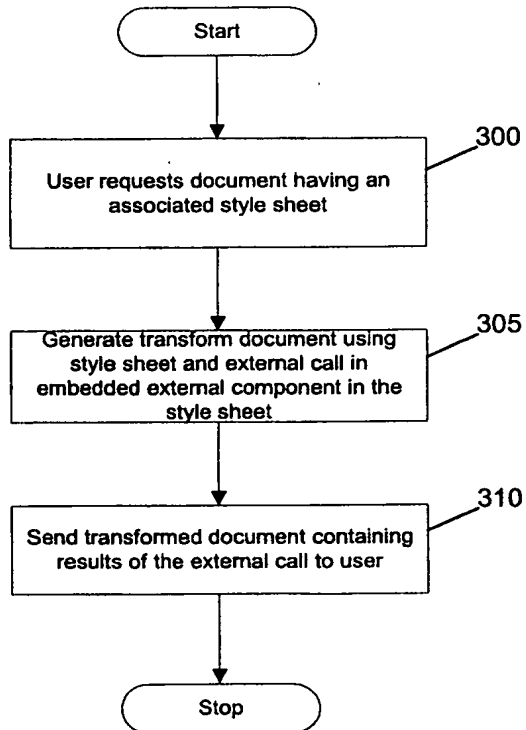 Start
300
User requests document having an
associated style sheet
305
Generate transform document using
style sheet and external call in
embedded external component in the
style sheet
310
Send transformed document containing
results of the external call to user
Stop